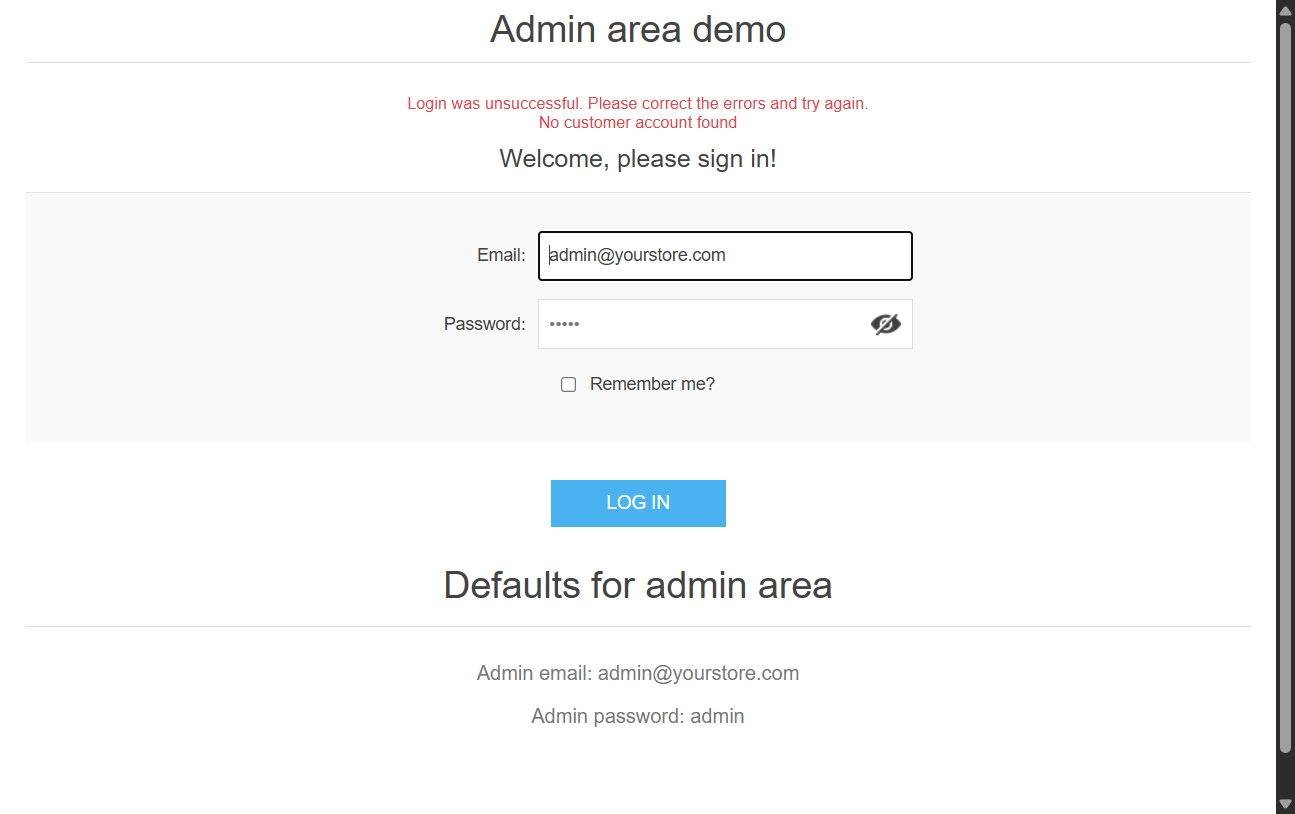 Admin area demo
Login was unsuccessful. Please correct the errors and try again.
No customer account found
Welcome, please sign in!
Email: admin@yourstore.com
Password: •••••
Remember me?
LOG IN
Defaults for admin area
Admin email: admin@yourstore.com
Admin password: admin